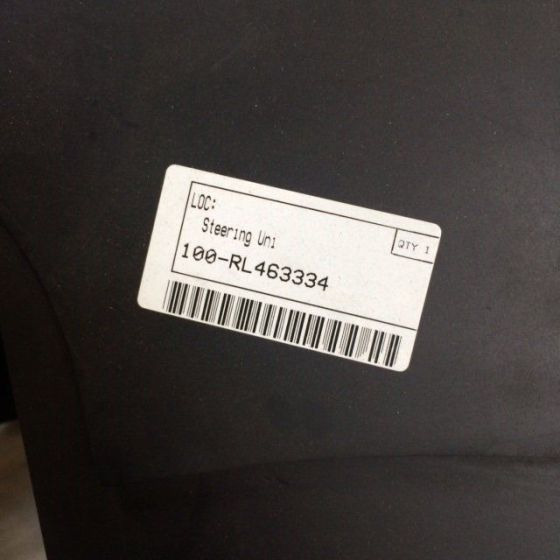 LOC:
Steering Uni
QTY 1
100-RL463334